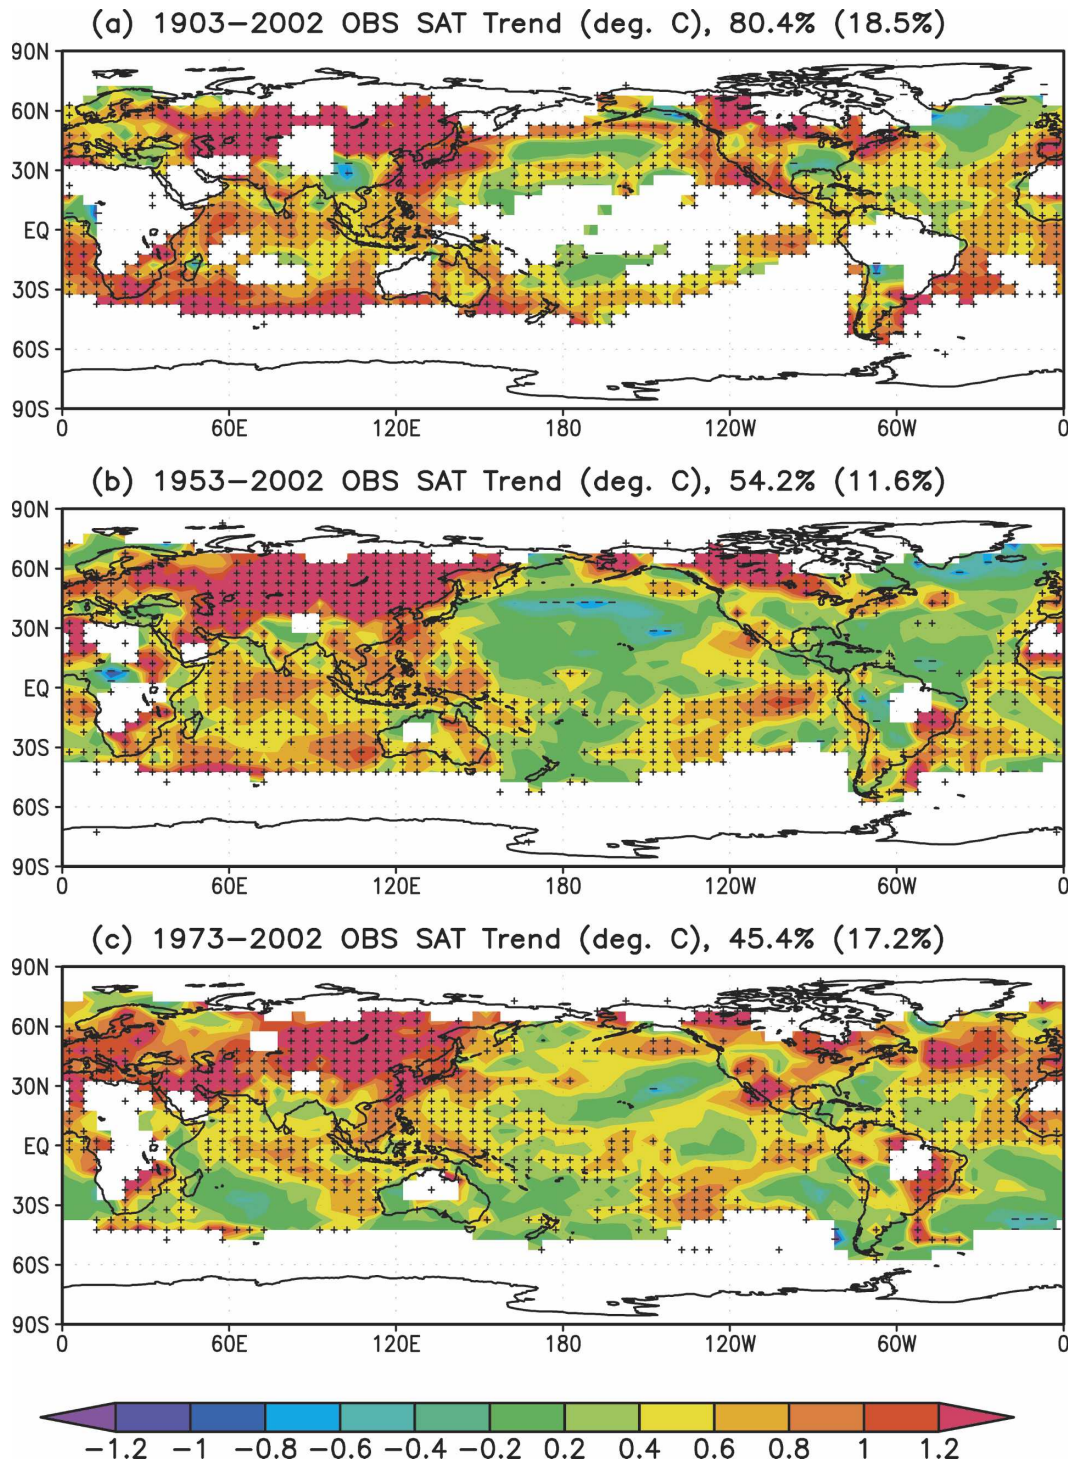 (a) 1903−2002 OBS SAT Trend (deg. C), 80.4% (18.5%)
90N
60N
30N
EQ
30S
60S
90S
0 60E 120E 180 120W 60W 0
(b) 1953−2002 OBS SAT Trend (deg. C), 54.2% (11.6%)
90N
60N
30N
EQ
30S
60S
90S
0 60E 120E 180 120W 60W 0
(c) 1973−2002 OBS SAT Trend (deg. C), 45.4% (17.2%)
90N
60N
30N
EQ
30S
60S
90S
0 60E 120E 180 120W 60W 0
−1.2 −1 −0.8 −0.6 −0.4 −0.2 0.2 0.4 0.6 0.8 1 1.2